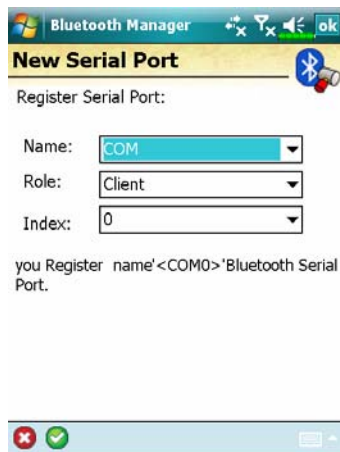 Bluetooth Manager ok
New Serial Port
Register Serial Port:
Name: COM
Role: Client
Index: 0
you Register name'<COM0>'Bluetooth Serial
Port.